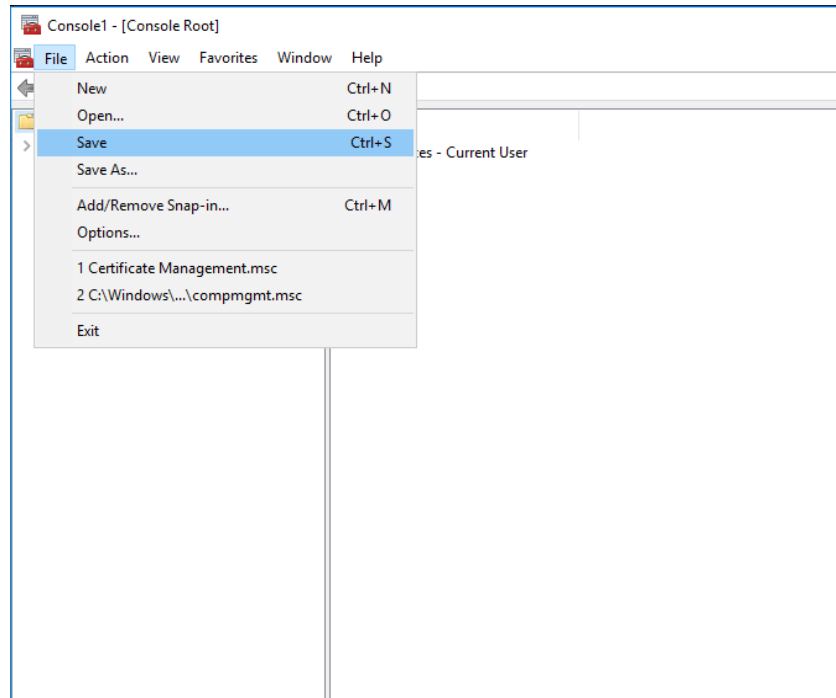 Console1 - [Console Root]
File Action View Favorites Window Help
New Ctrl+N
Open... Ctrl+O
Save Ctrl+S
Save As...
es - Current User
Add/Remove Snap-in... Ctrl+M
Options...
1 Certificate Management.msc
2 C:\Windows\...\compmgmt.msc
Exit